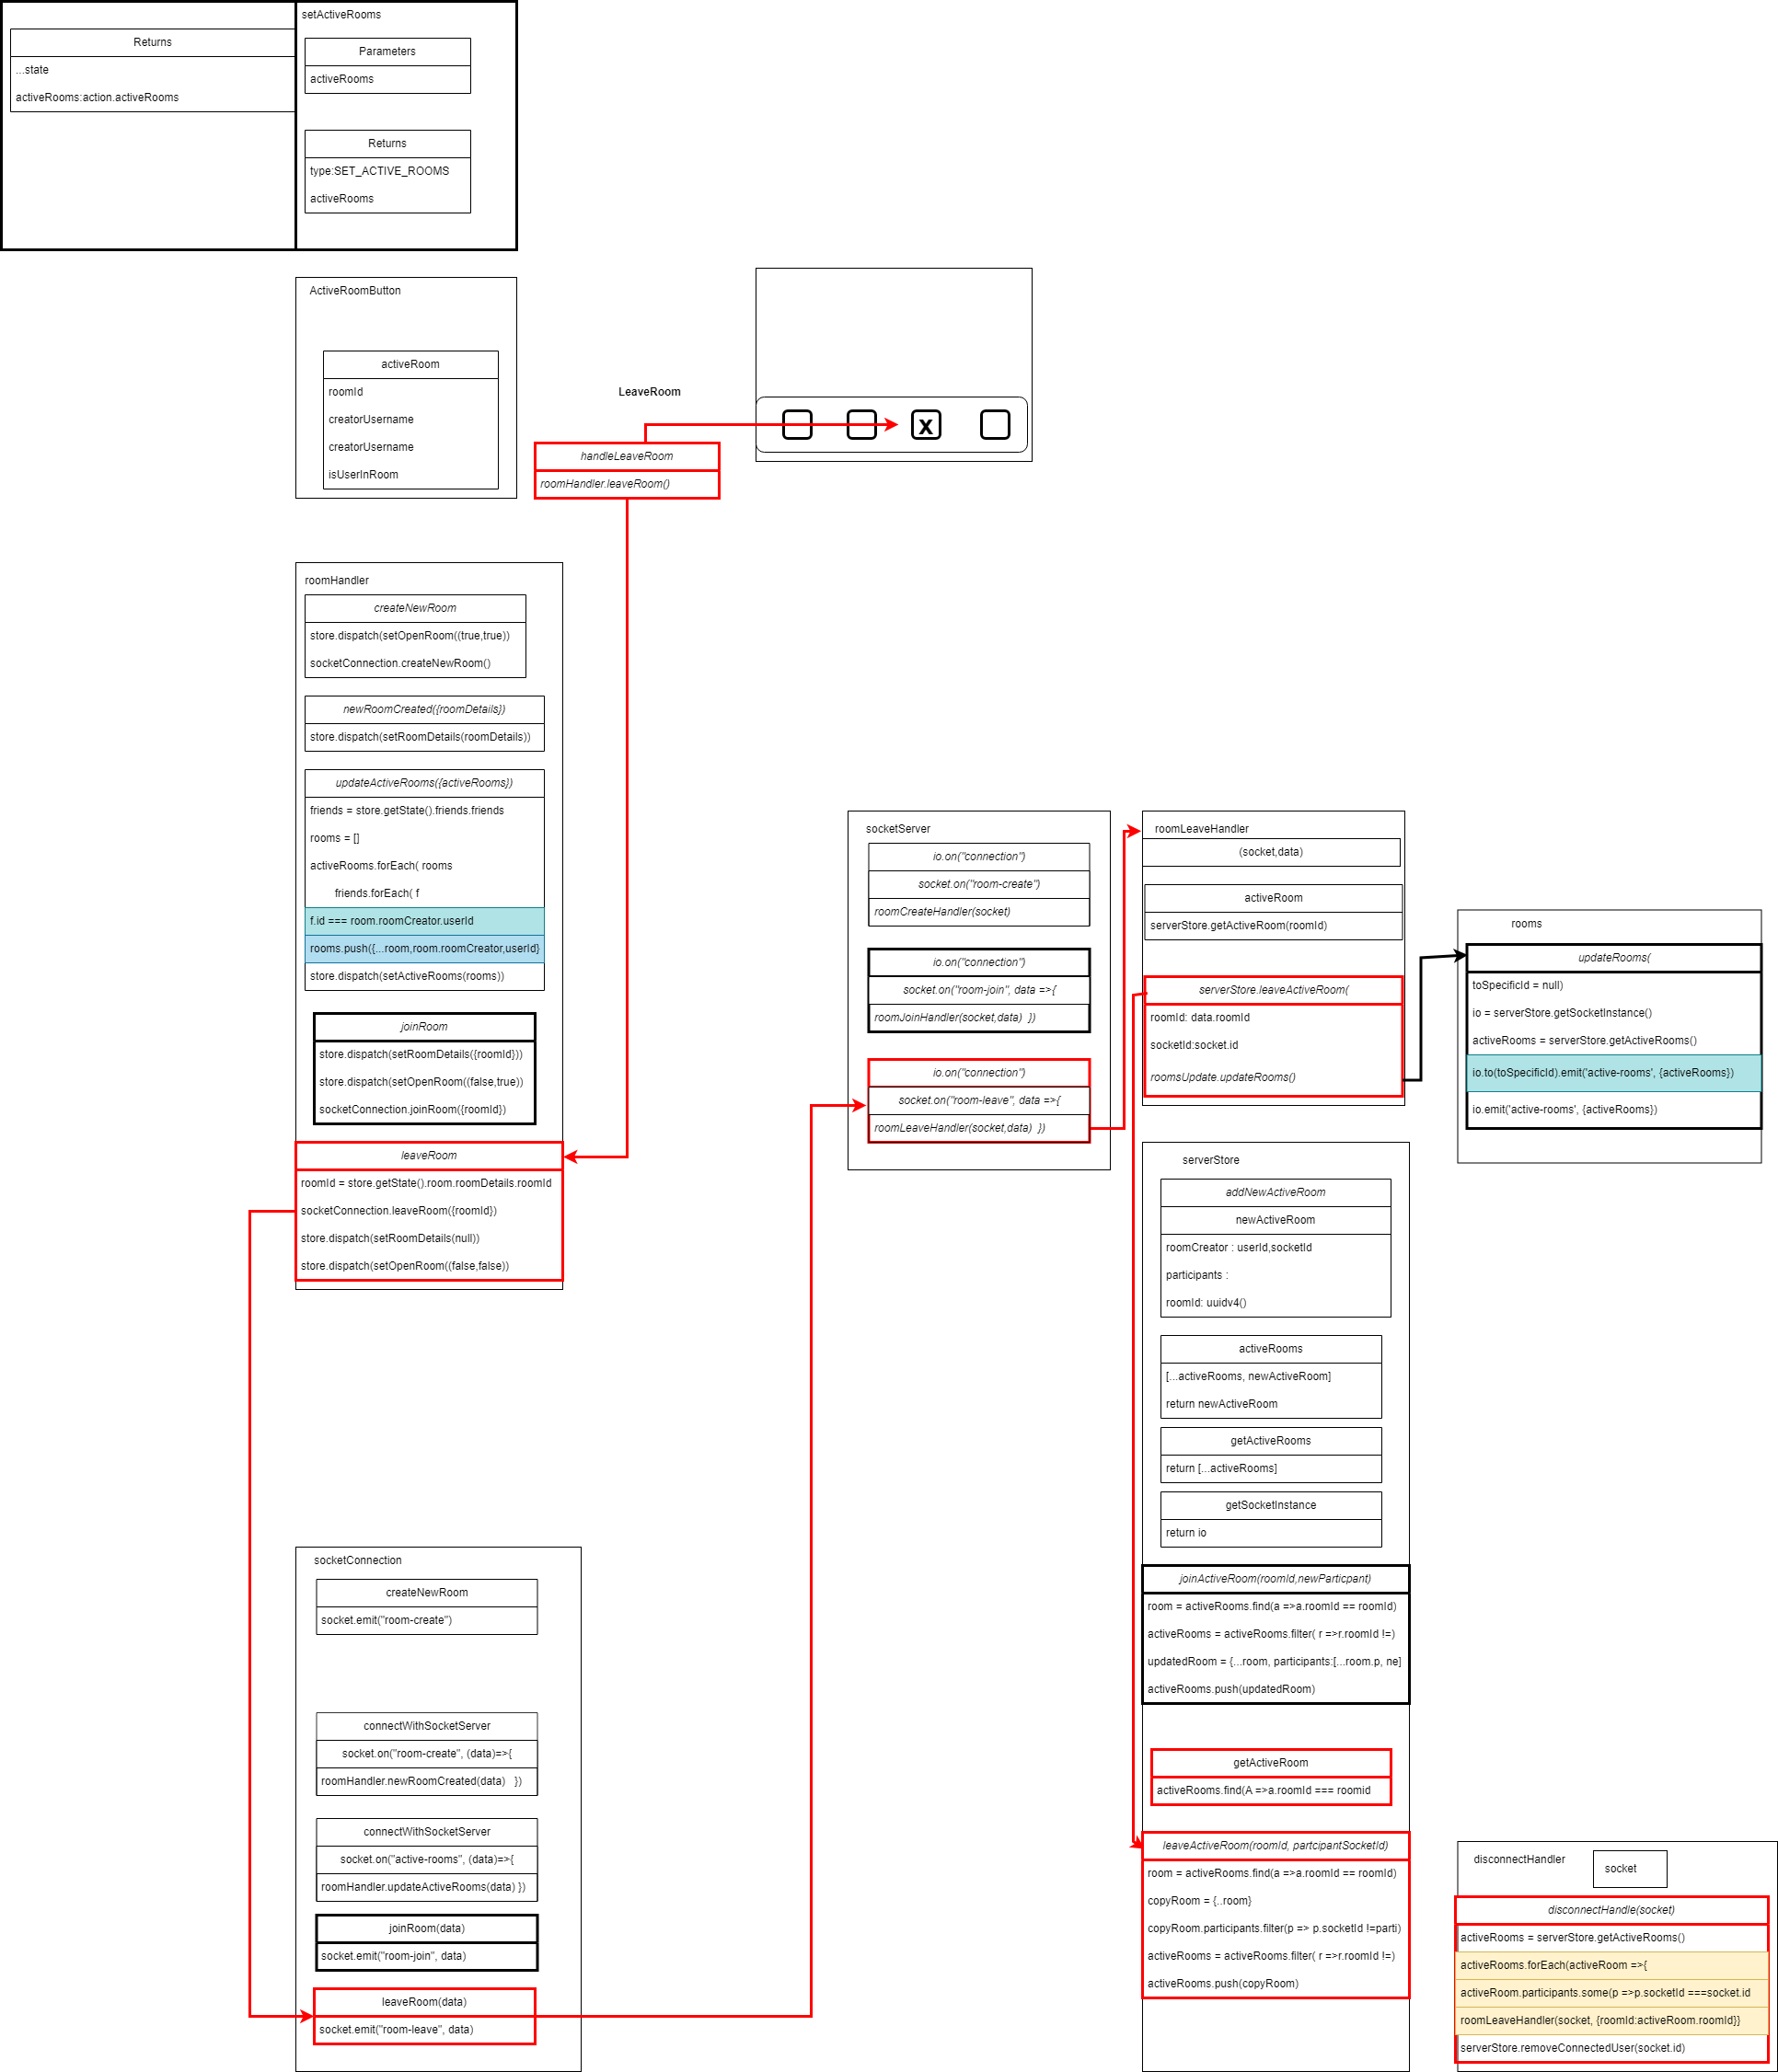 setActiveRooms
Returns
...state
activeRooms:action.activeRooms
Parameters
activeRooms
Returns
type:SET_ACTIVE_ROOMS
activeRooms
ActiveRoomButton
activeRoom
roomId
creatorUsername
creatorUsername
isUserInRoom
LeaveRoom
handleLeaveRoom
roomHandler.leaveRoom()
X
roomHandler
createNewRoom
store.dispatch(setOpenRoom((true,true))
socketConnection.createNewRoom()
newRoomCreated({roomDetails})
store.dispatch(setRoomDetails(roomDetails))
updateActiveRooms({activeRooms})
friends = store.getState().friends.friends
rooms = []
activeRooms.forEach( rooms
friends.forEach( f
f.id === room.roomCreator.userId
rooms.push({...room,room.roomCreator,userId}
store.dispatch(setActiveRooms(rooms))
joinRoom
store.dispatch(setRoomDetails({roomId}))
store.dispatch(setOpenRoom((false,true))
socketConnection.joinRoom({roomId})
leaveRoom
roomId = store.getState().room.roomDetails.roomId
socketConnection.leaveRoom({roomId})
store.dispatch(setRoomDetails(null))
store.dispatch(setOpenRoom((false,false))
socketConnection
createNewRoom
socket.emit("room-create")
connectWithSocketServer
socket.on("room-create", (data)=>{
roomHandler.newRoomCreated(data) })
connectWithSocketServer
socket.on("active-rooms", (data)=>{
roomHandler.updateActiveRooms(data) })
joinRoom(data)
socket.emit("room-join", data)
leaveRoom(data)
socket.emit("room-leave", data)
socketServer
io.on("connection")
socket.on("room-create")
roomCreateHandler(socket)
io.on("connection")
socket.on("room-join", data =>{
roomJoinHandler(socket,data) })
io.on("connection")
socket.on("room-leave", data =>{
roomLeaveHandler(socket,data) })
roomLeaveHandler
(socket,data)
activeRoom
serverStore.getActiveRoom(roomId)
serverStore.leaveActiveRoom(
roomId: data.roomId
socketId:socket.id
roomsUpdate.updateRooms()
rooms
updateRooms(
toSpecificId = null)
io = serverStore.getSocketInstance()
activeRooms = serverStore.getActiveRooms()
io.to(toSpecificId).emit('active-rooms', {activeRooms})
io.emit('active-rooms', {activeRooms})
serverStore
addNewActiveRoom
newActiveRoom
roomCreator : userId,socketId
participants :
roomId: uuidv4()
activeRooms
[...activeRooms, newActiveRoom]
return newActiveRoom
getActiveRooms
return [...activeRooms]
getSocketInstance
return io
joinActiveRoom(roomId,newParticpant)
room = activeRooms.find(a =>a.roomId == roomId)
activeRooms = activeRooms.filter( r =>r.roomId !=)
updatedRoom = {...room, participants:[...room.p, ne]
activeRooms.push(updatedRoom)
getActiveRoom
activeRooms.find(A =>a.roomId === roomid
leaveActiveRoom(roomId, partcipantSocketId)
room = activeRooms.find(a =>a.roomId == roomId)
copyRoom = {..room}
copyRoom.participants.filter(p => p.socketId !=parti)
activeRooms = activeRooms.filter( r =>r.roomId !=)
activeRooms.push(copyRoom)
disconnectHandler
socket
disconnectHandle(socket)
activeRooms = serverStore.getActiveRooms()
activeRooms.forEach(activeRoom =>{
activeRoom.participants.some(p =>p.socketId ===socket.id
roomLeaveHandler(socket, {roomId:activeRoom.roomId}}
serverStore.removeConnectedUser(socket.id)